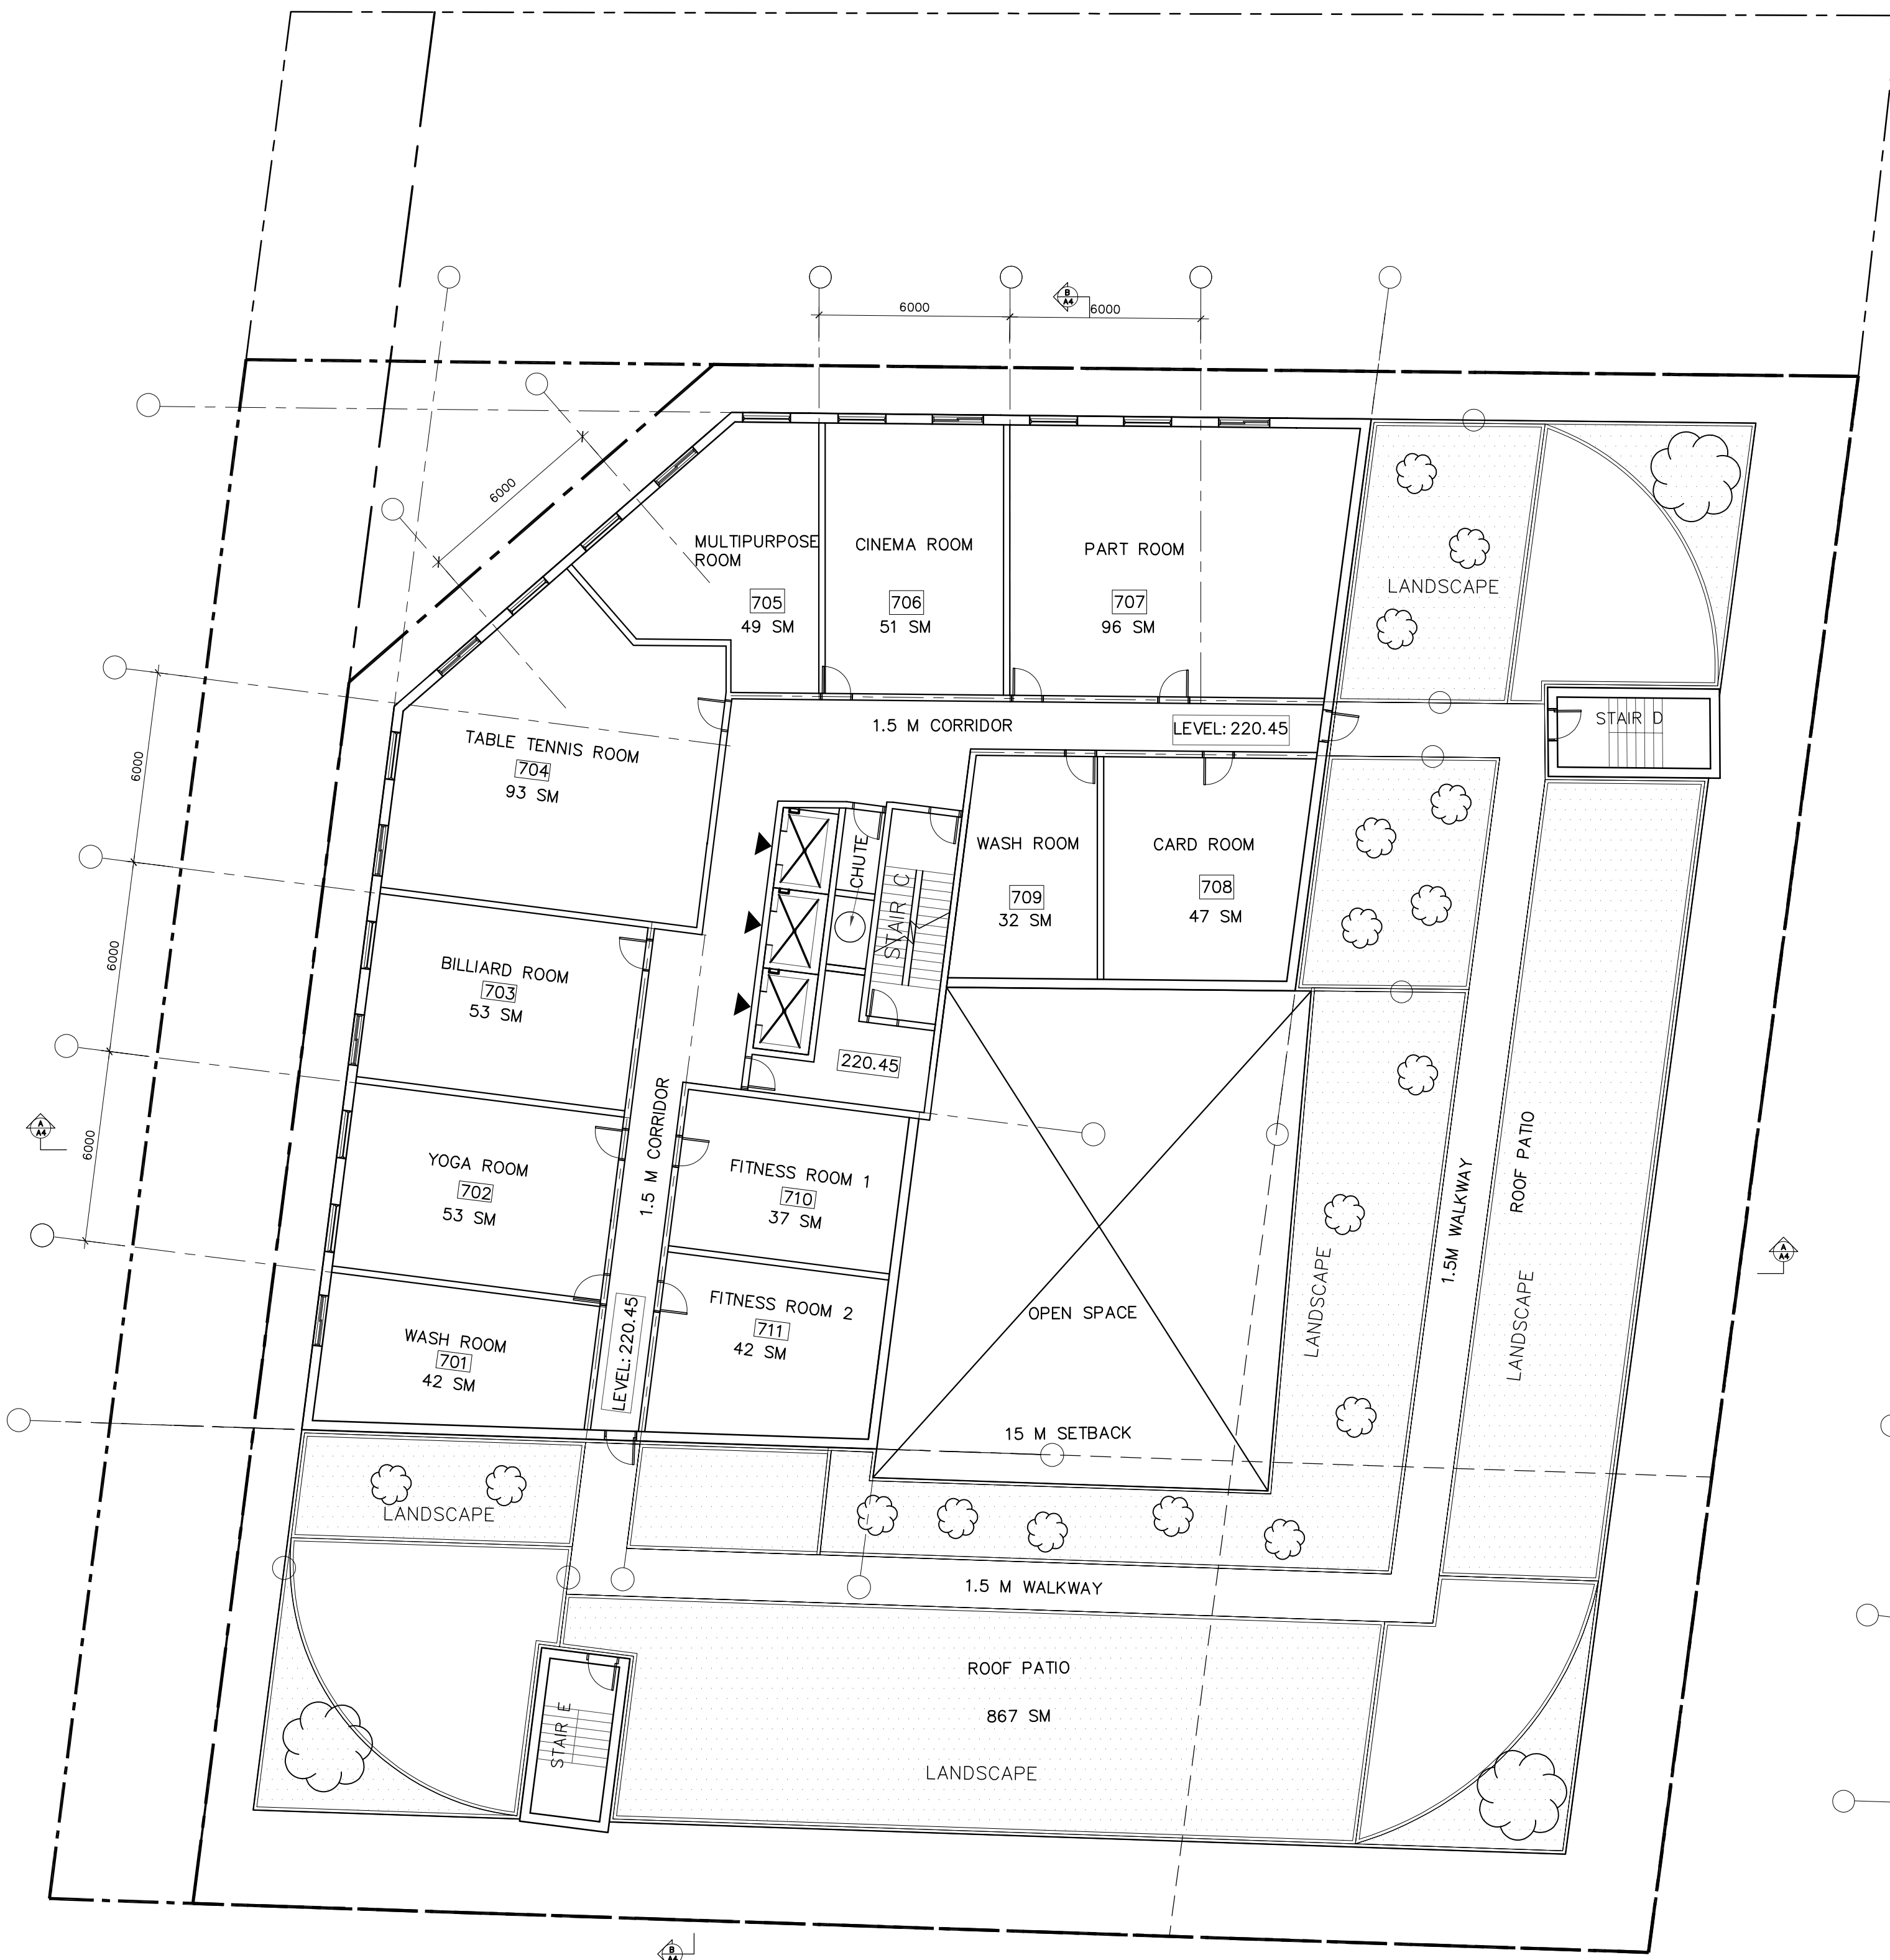 6000
B
A4
6000
6000
MULTIPURPOSE
ROOM
705
49 SM
CINEMA ROOM
706
51 SM
PART ROOM
707
96 SM
LANDSCAPE
1.5 M CORRIDOR
LEVEL: 220.45
STAIR D
TABLE TENNIS ROOM
704
93 SM
6000
CHUTE
STAIR C
WASH ROOM
709
32 SM
CARD ROOM
708
47 SM
BILLIARD ROOM
703
53 SM
6000
220.45
A
A4
6000
YOGA ROOM
702
53 SM
1.5 M CORRIDOR
FITNESS ROOM 1
710
37 SM
1.5M WALKWAY
ROOF PATIO
LANDSCAPE
LANDSCAPE
A
A4
FITNESS ROOM 2
711
42 SM
OPEN SPACE
WASH ROOM
701
42 SM
LEVEL: 220.45
15 M SETBACK
LANDSCAPE
1.5 M WALKWAY
STAIR E
ROOF PATIO
867 SM
LANDSCAPE
B
A4